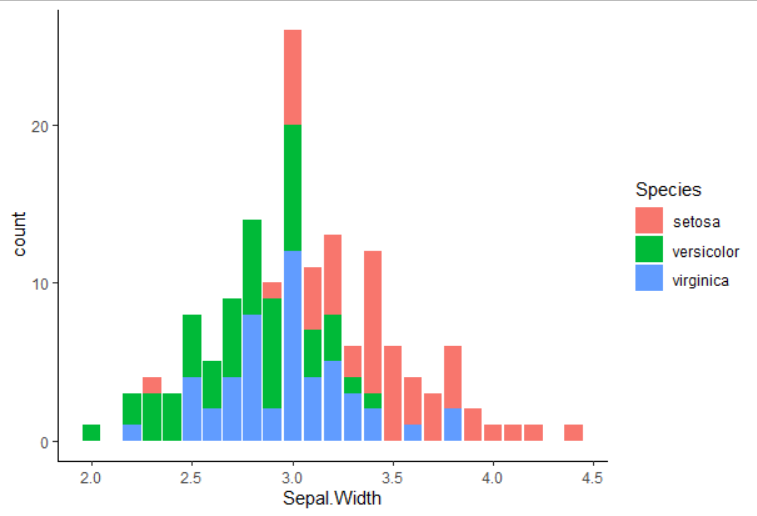 count
20
10
0
2.0 2.5 3.0 3.5 4.0 4.5
Sepal.Width
Species
setosa
versicolor
virginica